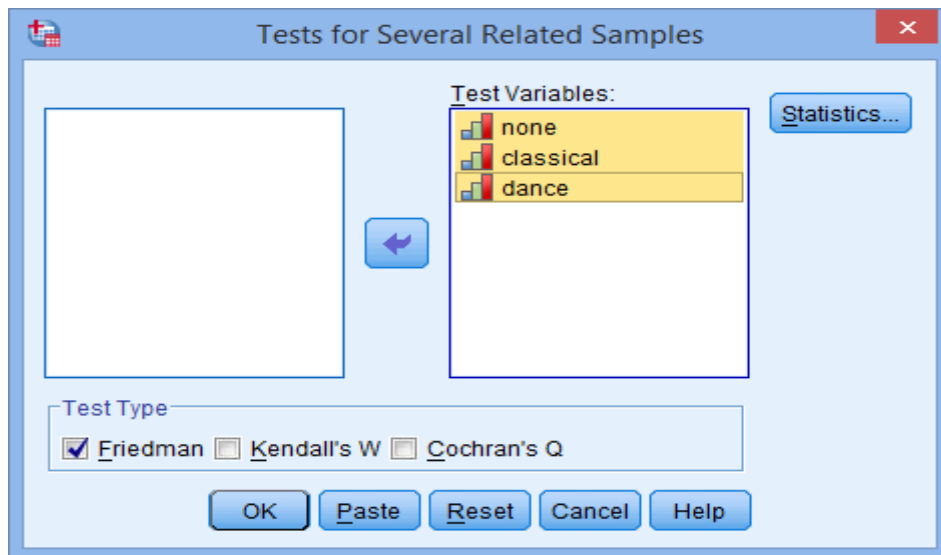 Tests for Several Related Samples
Test Variables:
none
classical
dance
Statistics...
Test Type
Friedman Kendall's W Cochran's Q
OK Paste Reset Cancel Help